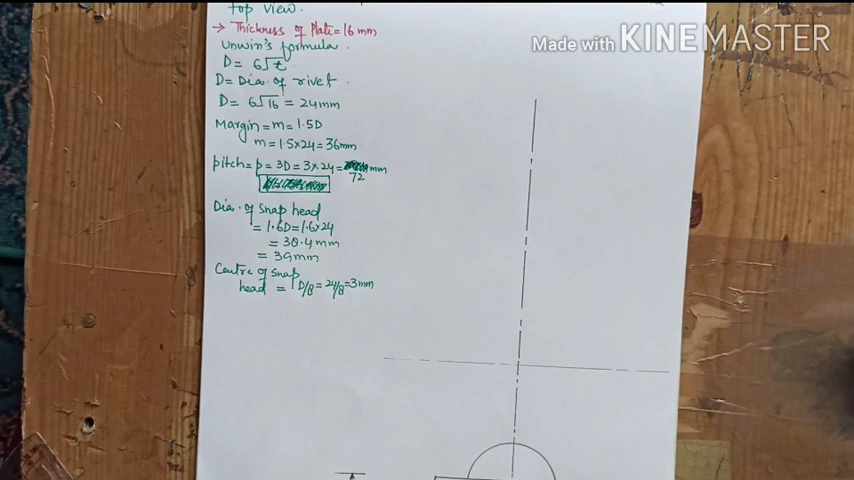 top view.
→ Thickness of Plate = 16 mm
Unwin's formula.
D = 6√t
D = Dia. of rivet.
D = 6√16 = 24mm
Margin = m = 1.5D
m = 1.5×24 = 36mm
pitch = p = 3D = 3×24 = mm
72
Dia. of Snap head
= 1.6D = 1.6×24
= 38.4mm
= 39mm
Centre of snap
head = D/8 = 24/8 = 3mm
Made with KINEMASTER